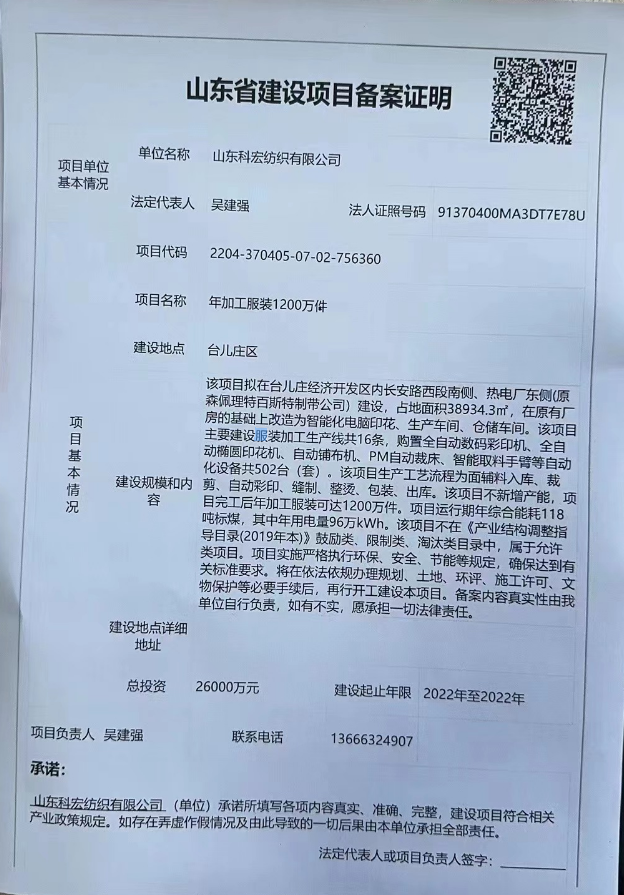 山东省建设项目备案证明
项目单位
基本情况
单位名称 山东科宏纺织有限公司
法定代表人 吴建强 法人证照号码 91370400MA3DT7E78U
项目基本情况
项目代码 2204-370405-07-02-756360
项目名称 年加工服装1200万件
建设地点 台儿庄区
建设规模和内
容
该项目拟在台儿庄经济开发区内长安路西段南侧、热电厂东侧(原
森佩理特百斯特制带公司）建设，占地面积38934.3㎡，在原有厂
房的基础上改造为智能化电脑印花、生产车间、仓储车间。该项目
主要建设服装加工生产线共16条，购置全自动数码彩印机、全自
动椭圆印花机、自动铺布机、PM自动裁床、智能取料手臂等自动
化设备共502台（套）。该项目生产工艺流程为面辅料入库、裁
剪、自动彩印、缝制、整烫、包装、出库。该项目不新增产能，项
目完工后年加工服装可达1200万件。项目运行期年综合能耗118
吨标煤，其中年用电量96万kWh。该项目不在《产业结构调整指
导目录(2019年本)》鼓励类、限制类、淘汰类目录中，属于允许
类项目。项目实施严格执行环保、安全、节能等规定，确保达到有
关标准要求。将在依法依规办理规划、土地、环评、施工许可、文
物保护等必要手续后，再行开工建设本项目。备案内容真实性由我
单位自行负责，如有不实，愿承担一切法律责任。
建设地点详细
地址
总投资 26000万元 建设起止年限 2022年至2022年
项目负责人 吴建强 联系电话 13666324907
承诺：
山东科宏纺织有限公司（单位）承诺所填写各项内容真实、准确、完整，建设项目符合相关
产业政策规定。如存在弄虚作假情况及由此导致的一切后果由本单位承担全部责任。
法定代表人或项目负责人签字：